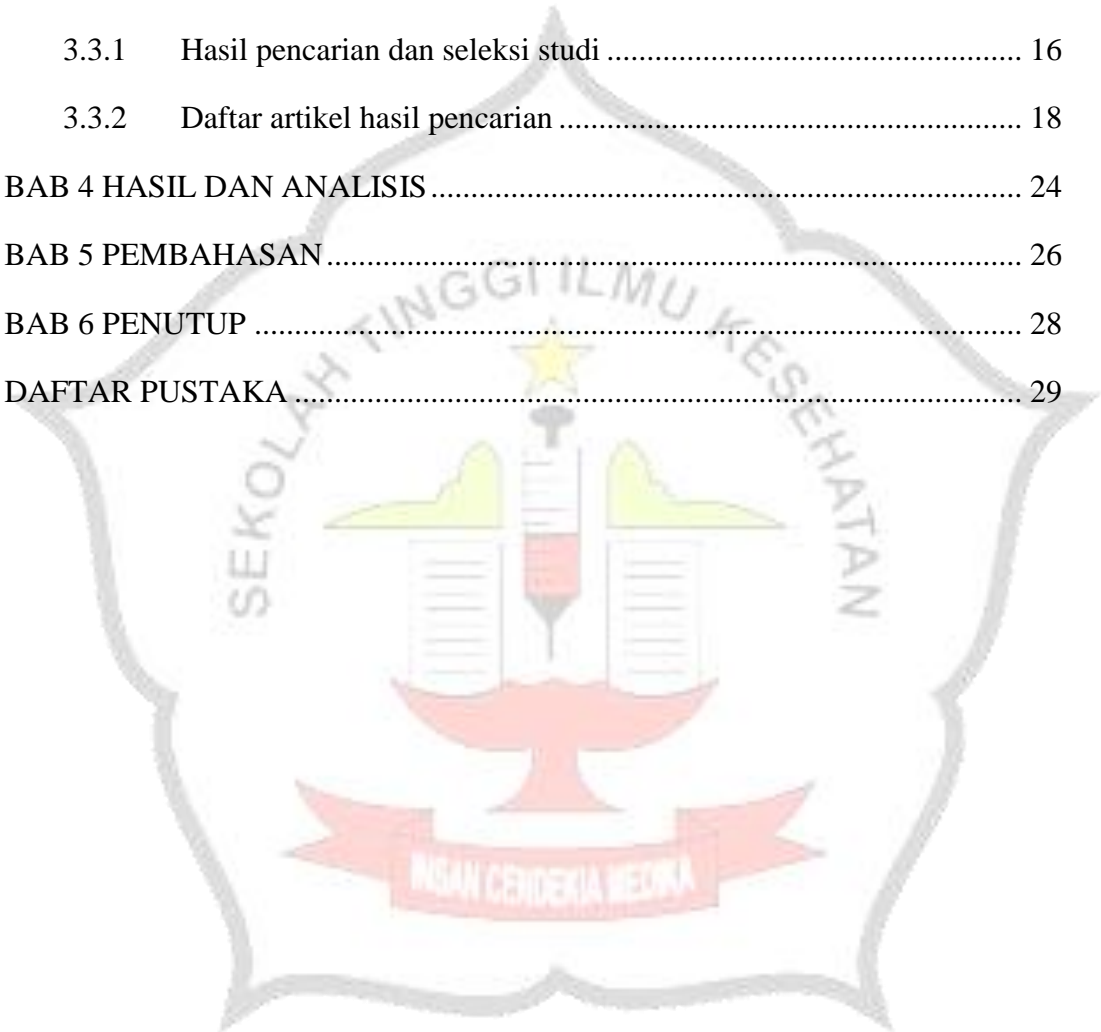 3.3.1 Hasil pencarian dan seleksi studi .................................................... 16
3.3.2 Daftar artikel hasil pencarian .......................................................... 18
BAB 4 HASIL DAN ANALISIS .......................................................................... 24
BAB 5 PEMBAHASAN ....................................................................................... 26
BAB 6 PENUTUP ................................................................................................ 28
DAFTAR PUSTAKA ........................................................................................... 29
SEKOLAH TINGGI ILMU KESEHATAN
INSAN CENDEKIA MEDIKA